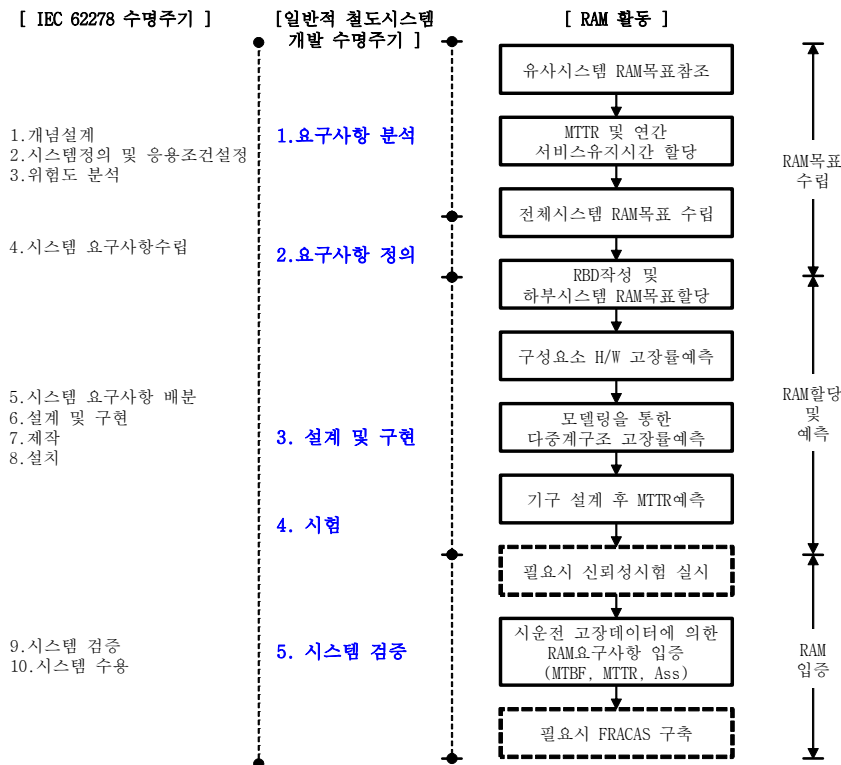 [ IEC 62278 수명주기 ]
[일반적 철도시스템
개발 수명주기 ]
[ RAM 활동 ]
1.개념설계
2.시스템정의 및 응용조건설정
3.위험도 분석
4.시스템 요구사항수립
5.시스템 요구사항 배분
6.설계 및 구현
7.제작
8.설치
9.시스템 검증
10.시스템 수용
1.요구사항 분석
2.요구사항 정의
3. 설계 및 구현
4. 시험
5. 시스템 검증
유사시스템 RAM목표참조
MTTR 및 연간
서비스유지시간 할당
전체시스템 RAM목표 수립
RBD작성 및
하부시스템 RAM목표할당
구성요소 H/W 고장률예측
모델링을 통한
다중계구조 고장률예측
기구 설계 후 MTTR예측
필요시 신뢰성시험 실시
시운전 고장데이터에 의한
RAM요구사항 입증
(MTBF, MTTR, Ass)
필요시 FRACAS 구축
RAM목표
수립
RAM할당
및
예측
RAM
입증